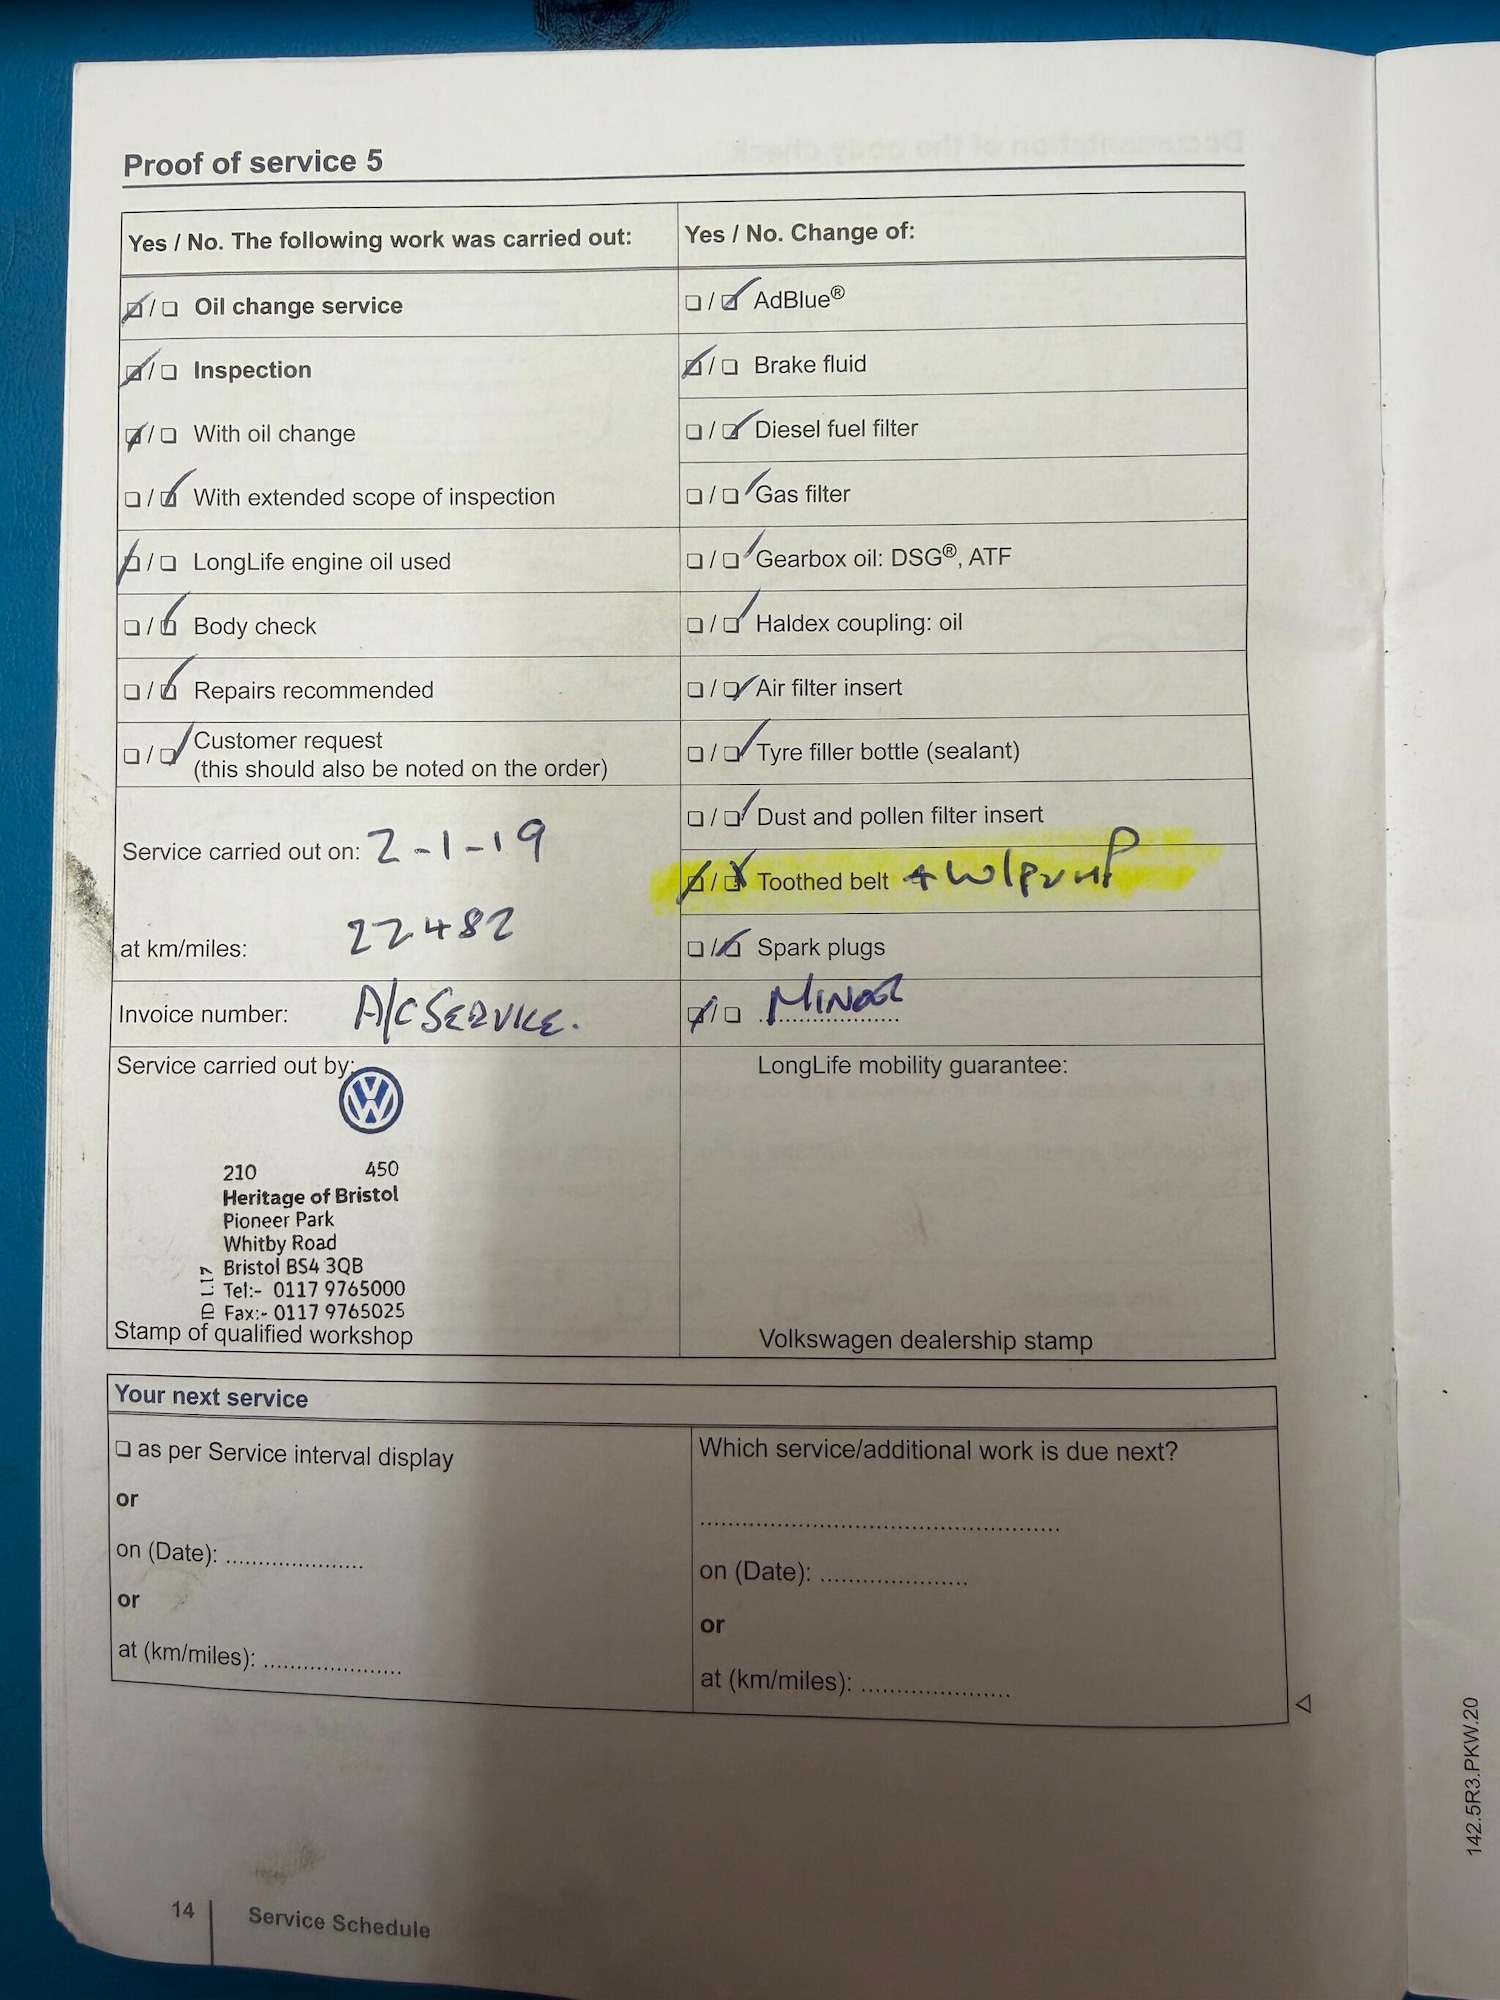 Proof of service 5
Yes / No. The following work was carried out:
☑/☐ Oil change service
☑/☐ Inspection
☑/☐ With oil change
☐/☑ With extended scope of inspection
☑/☐ LongLife engine oil used
☐/☑ Body check
☐/☑ Repairs recommended
☐/☑ Customer request
(this should also be noted on the order)
Service carried out on: 2-1-19
at km/miles: 22482
Invoice number: A/C SERVICE.
Service carried out by:
VW
210 450
Heritage of Bristol
Pioneer Park
Whitby Road
Bristol BS4 3QB
Tel:- 0117 9765000
Fax:- 0117 9765025
ID 1.17
Stamp of qualified workshop
Yes / No. Change of:
☐/☑ AdBlue®
☑/☐ Brake fluid
☐/☑ Diesel fuel filter
☐/☑ Gas filter
☐/☑ Gearbox oil: DSG®, ATF
☐/☑ Haldex coupling: oil
☐/☑ Air filter insert
☐/☑ Tyre filler bottle (sealant)
☐/☑ Dust and pollen filter insert
☑/☒ Toothed belt + W/PUMP
☐/☑ Spark plugs
☑/☐ MINOR
LongLife mobility guarantee:
Volkswagen dealership stamp
Your next service
☐ as per Service interval display
or
on (Date): ....................
or
at (km/miles): ....................
Which service/additional work is due next?
....................................................
on (Date): ......................
or
at (km/miles): ......................
14 Service Schedule
142.5R3.PKW.20